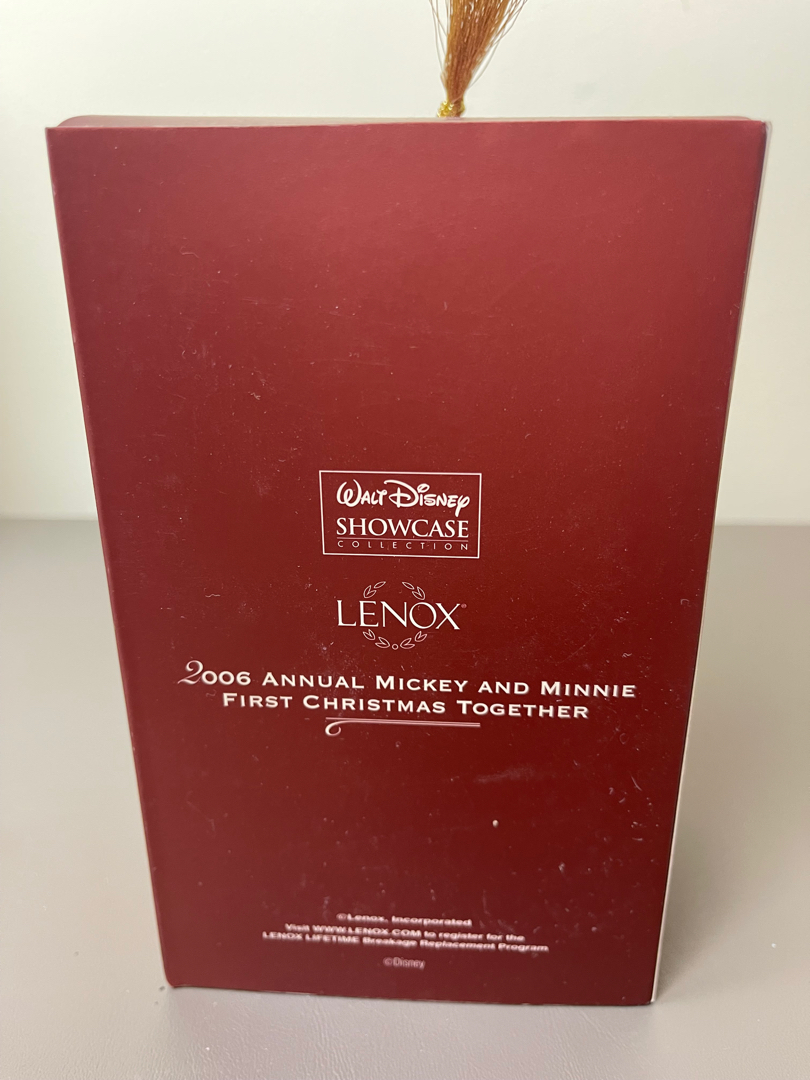 WALT DISNEY
SHOWCASE
COLLECTION
LENOX®
2006 ANNUAL MICKEY AND MINNIE
FIRST CHRISTMAS TOGETHER
©Lenox, Incorporated
Visit WWW.LENOX.COM to register for the
LENOX LIFETIME Breakage Replacement Program
©Disney